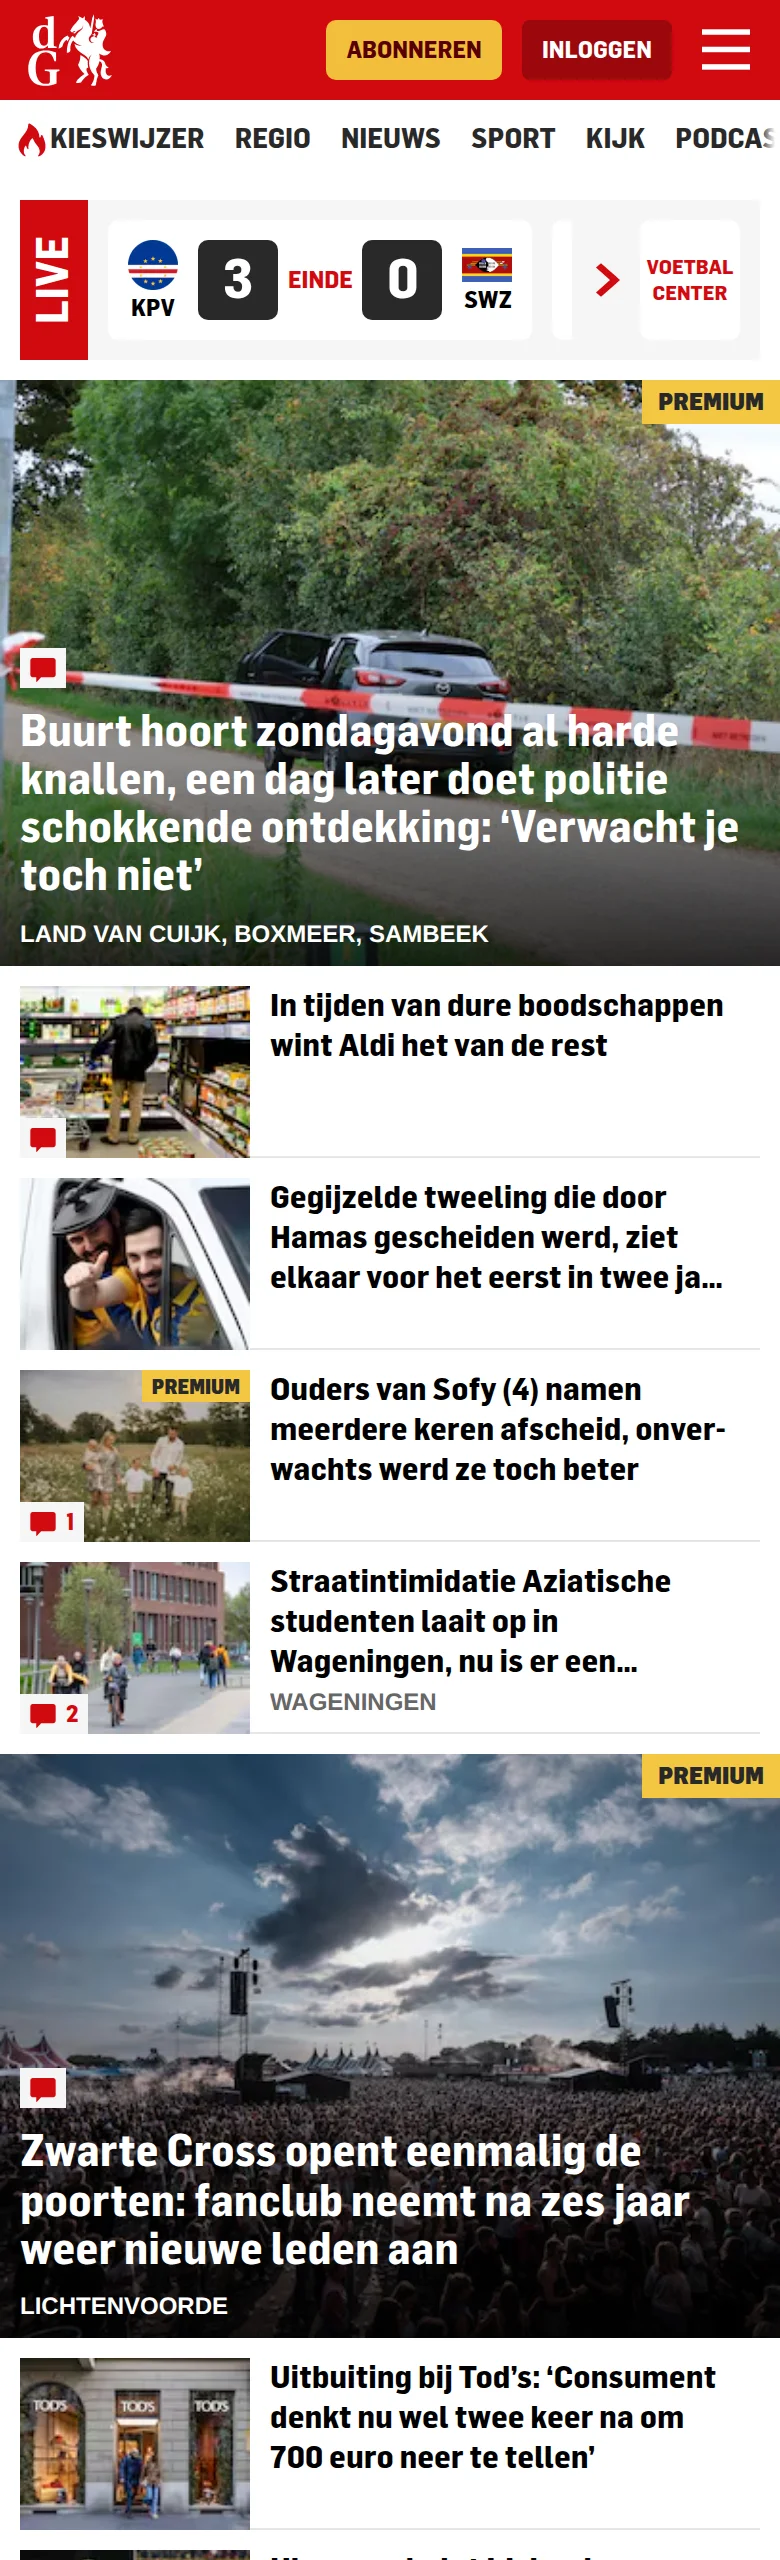 dG
ABONNEREN
INLOGGEN
KIESWIJZER REGIO NIEUWS SPORT KIJK PODCAS
LIVE
KPV
3
EINDE
0
SWZ
VOETBAL
CENTER
PREMIUM
Buurt hoort zondagavond al harde
knallen, een dag later doet politie
schokkende ontdekking: ‘Verwacht je
toch niet’
LAND VAN CUIJK, BOXMEER, SAMBEEK
In tijden van dure boodschappen
wint Aldi het van de rest
Gegijzelde tweeling die door
Hamas gescheiden werd, ziet
elkaar voor het eerst in twee ja...
PREMIUM
1
Ouders van Sofy (4) namen
meerdere keren afscheid, onver-
wachts werd ze toch beter
2
Straatintimidatie Aziatische
studenten laait op in
Wageningen, nu is er een...
WAGENINGEN
PREMIUM
Zwarte Cross opent eenmalig de
poorten: fanclub neemt na zes jaar
weer nieuwe leden aan
LICHTENVOORDE
TOD'S TOD'S TOD'S
Uitbuiting bij Tod’s: ‘Consument
denkt nu wel twee keer na om
700 euro neer te tellen’